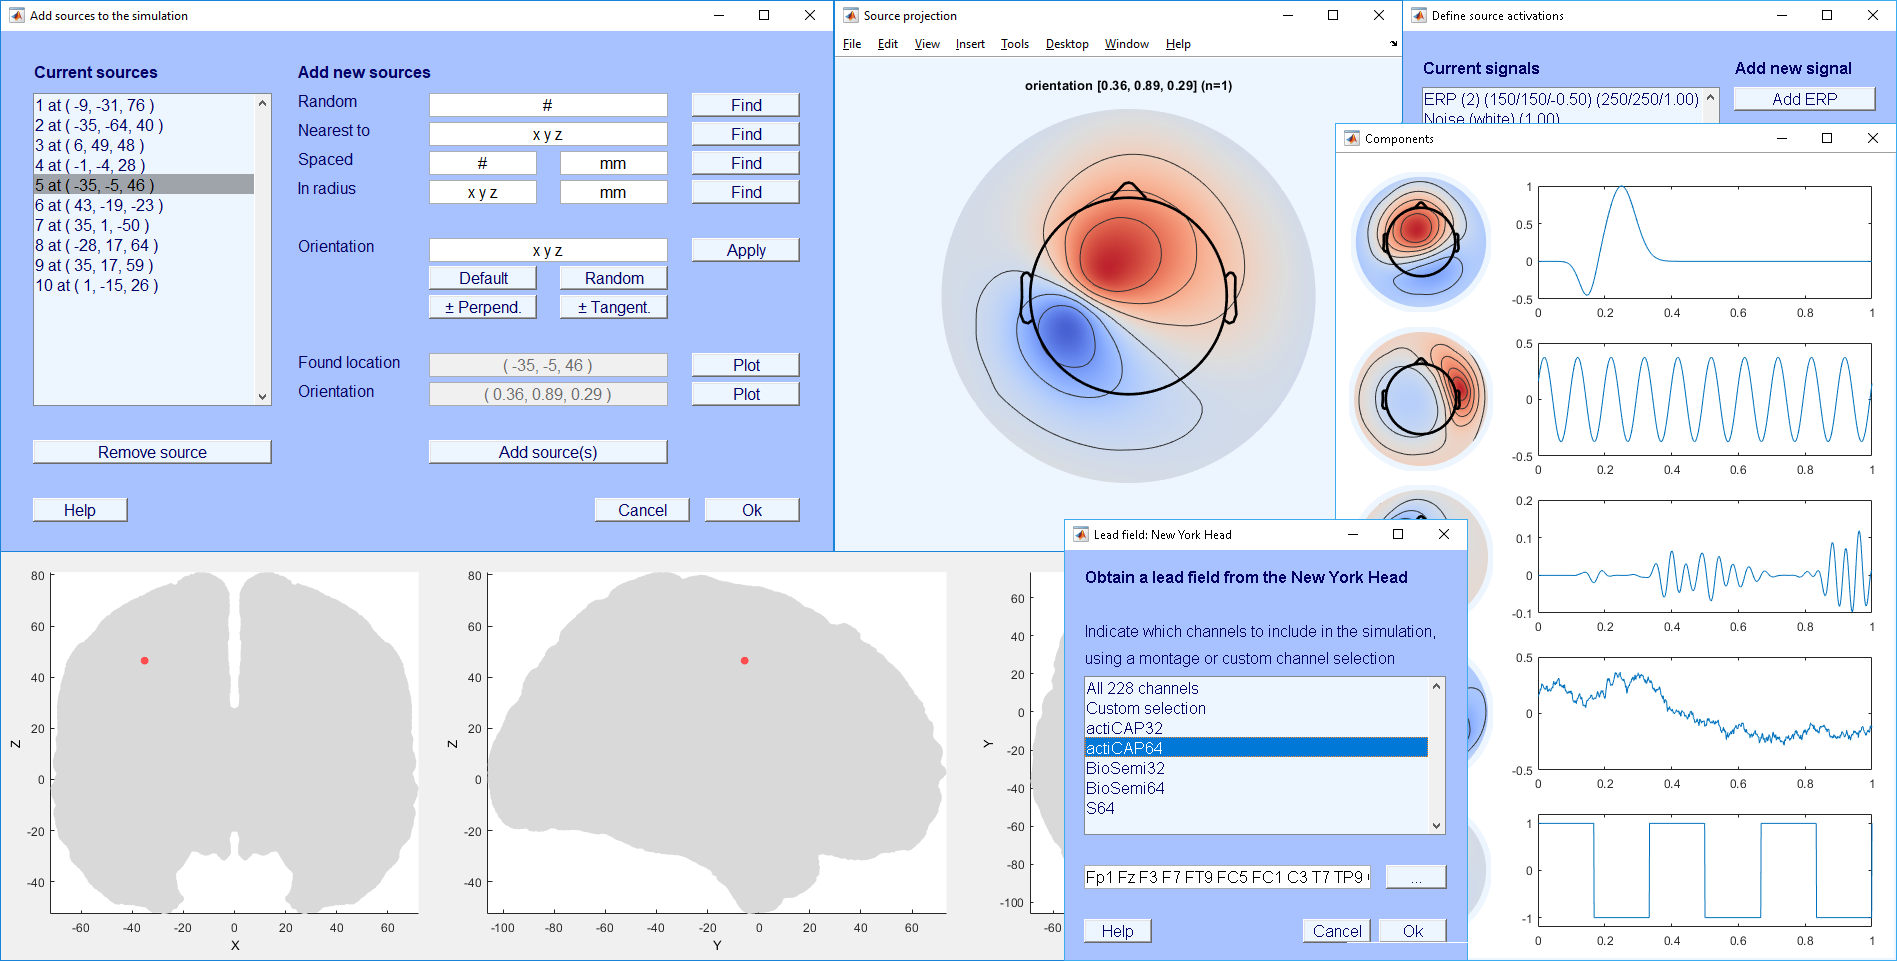 Add sources to the simulation
Current sources
1 at ( -9, -31, 76 )
2 at ( -35, -64, 40 )
3 at ( 6, 49, 48 )
4 at ( -1, -4, 28 )
5 at ( -35, -5, 46 )
6 at ( 43, -19, -23 )
7 at ( 35, 1, -50 )
8 at ( -28, 17, 64 )
9 at ( 35, 17, 59 )
10 at ( 1, -15, 26 )
Remove source
Help
Add new sources
Random # Find
Nearest to x y z Find
Spaced # mm Find
In radius x y z mm Find
Orientation x y z Apply
Default Random
± Perpend. ± Tangent.
Found location ( -35, -5, 46 ) Plot
Orientation ( 0.36, 0.89, 0.29 ) Plot
Add source(s)
Cancel Ok
Source projection
File Edit View Insert Tools Desktop Window Help
orientation [0.36, 0.89, 0.29] (n=1)
Define source activations
Current signals
ERP (2) (150/150/-0.50) (250/250/1.00)
Noise (white) (1.00)
Add new signal
Add ERP
Components
1
0.5
0
-0.5
0 0.2 0.4 0.6 0.8 1
0.5
0
-0.5
0 0.2 0.4 0.6 0.8 1
0.2
0.1
0
-0.1
0 0.2 0.4 0.6 0.8 1
0.5
0
-0.5
0 0.2 0.4 0.6 0.8 1
1
0
-1
0 0.2 0.4 0.6 0.8 1
80
60
40
20
0
-20
-40
Z
-60 -40 -20 0 20 40 60
X
80
60
40
20
0
-20
-40
Z
-100 -80 -60 -40 -20 0 20 40 60
Y
60
40
20
0
-20
-40
-60
-80
-100
Y
-60
Lead field: New York Head
Obtain a lead field from the New York Head
Indicate which channels to include in the simulation,
using a montage or custom channel selection
All 228 channels
Custom selection
actiCAP32
actiCAP64
BioSemi32
BioSemi64
S64
Fp1 Fz F3 F7 FT9 FC5 FC1 C3 T7 TP9 ...
Help Cancel Ok